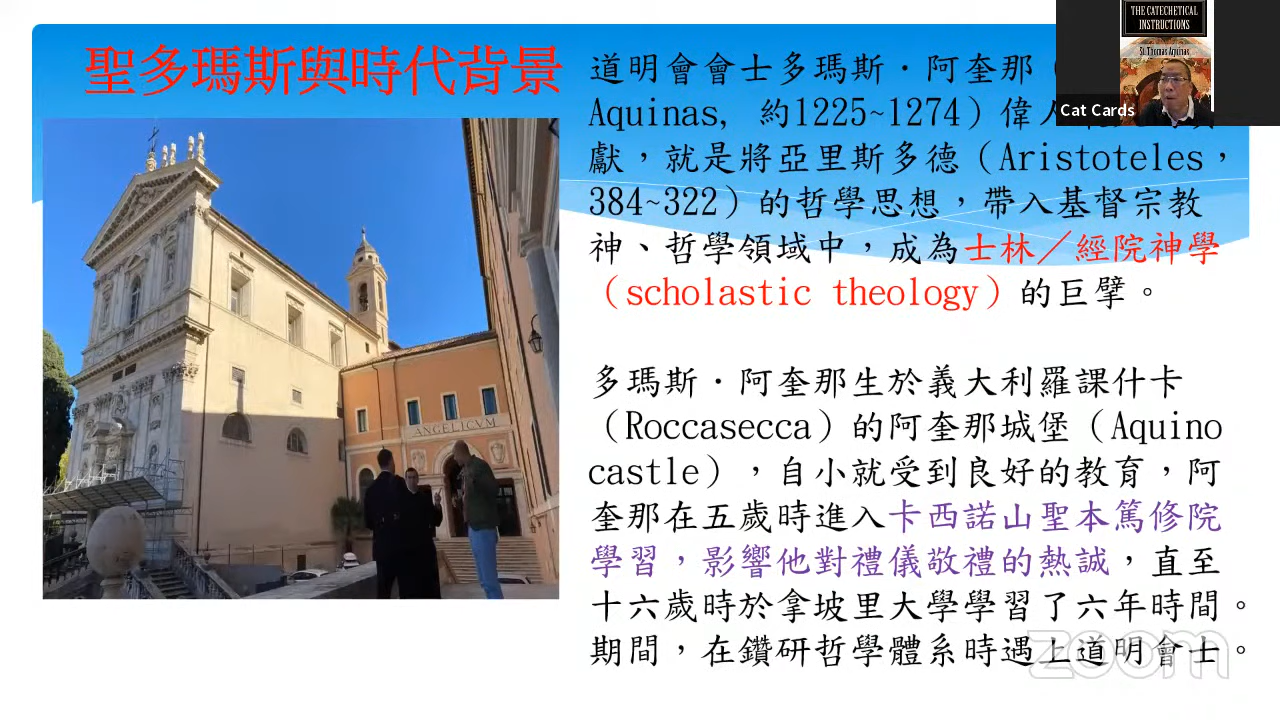 聖多瑪斯與時代背景
道明會會士多瑪斯．阿奎那（
Aquinas, 約1225~1274）偉人
獻，就是將亞里斯多德（Aristoteles，
384~322）的哲學思想，帶入基督宗教
神、哲學領域中，成為士林／經院神學
（scholastic theology）的巨擘。
多瑪斯．阿奎那生於義大利羅課什卡
（Roccasecca）的阿奎那城堡（Aquino
castle），自小就受到良好的教育，阿
奎那在五歲時進入卡西諾山聖本篤修院
學習，影響他對禮儀敬禮的熱誠，直至
十六歲時於拿坡里大學學習了六年時間。
期間，在鑽研哲學體系時遇上道明會士。
ANGELICVM
THE CATECHETICAL
INSTRUCTIONS
St. Thomas Aquinas
Cat Cards
zoom